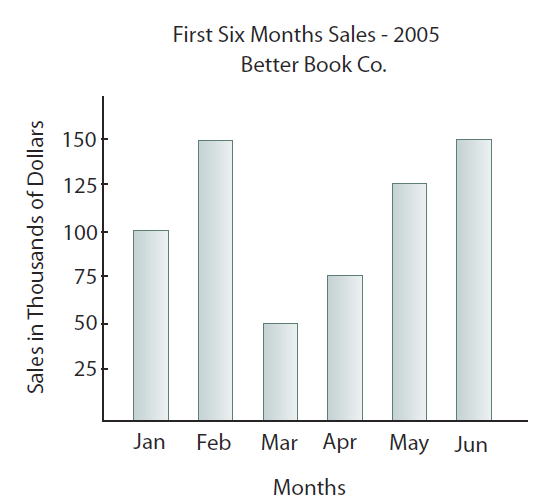 First Six Months Sales - 2005
Better Book Co.
Sales in Thousands of Dollars
150
125
100
75
50
25
Jan Feb Mar Apr May Jun
Months